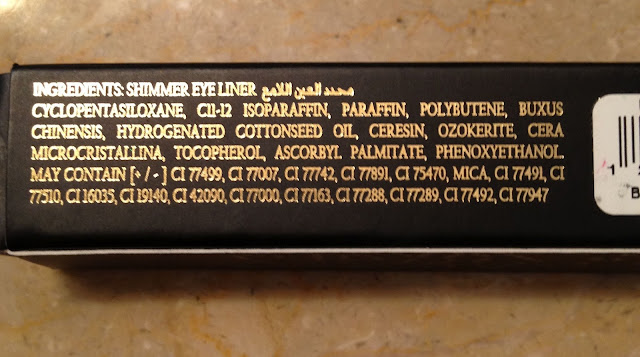 INGREDIENTS: SHIMMER EYE LINER محدد العين اللامع
CYCLOPENTASILOXANE, C11-12 ISOPARAFFIN, PARAFFIN, POLYBUTENE, BUXUS
CHINENSIS, HYDROGENATED COTTONSEED OIL, CERESIN, OZOKERITE, CERA
MICROCRISTALLINA, TOCOPHEROL, ASCORBYL PALMITATE, PHENOXYETHANOL.
MAY CONTAIN [+ / -] CI 77499, CI 77007, CI 77742, CI 77891, CI 75470, MICA, CI 77491, CI
77510, CI 16035, CI 19140, CI 42090, CI 77000, CI 77163, CI 77288, CI 77289, CI 77492, CI 77947
1
B